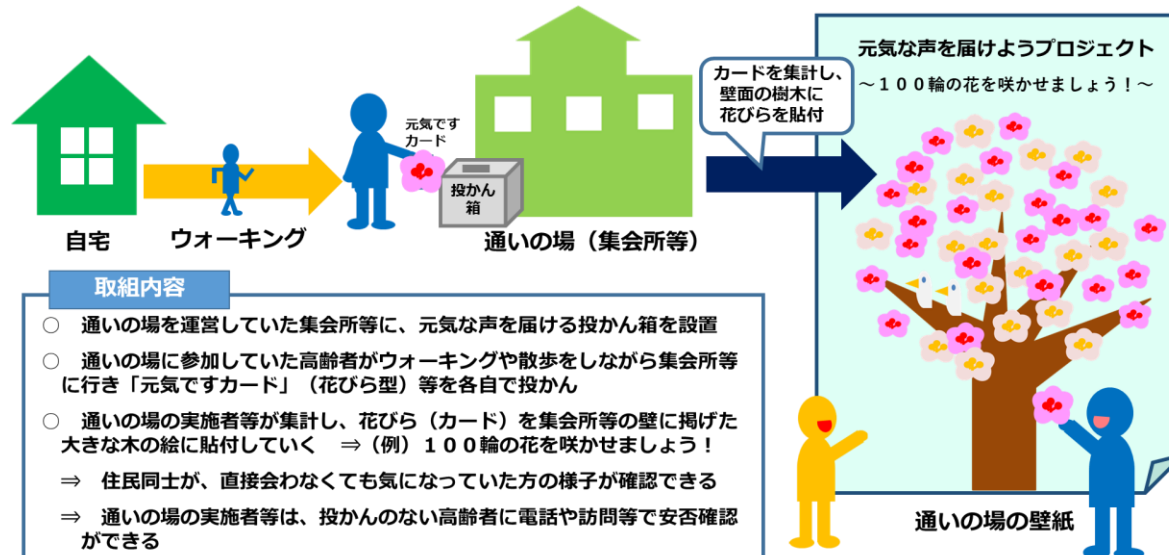 元気な声を届けようプロジェクト
～１００輪の花を咲かせましょう！～
カードを集計し、
壁面の樹木に
花びらを貼付
元気です
カード
投かん
箱
自宅
ウォーキング
通いの場（集会所等）
取組内容
○　通いの場を運営していた集会所等に、元気な声を届ける投かん箱を設置
○　通いの場に参加していた高齢者がウォーキングや散歩をしながら集会所等
に行き「元気ですカード」（花びら型）等を各自で投かん
○　通いの場の実施者等が集計し、花びら（カード）を集会所等の壁に掲げた
大きな木の絵に貼付していく　⇒（例）１００輪の花を咲かせましょう！
⇒　住民同士が、直接会わなくても気になっていた方の様子が確認できる
⇒　通いの場の実施者等は、投かんのない高齢者に電話や訪問等で安否確認
ができる
通いの場の壁紙